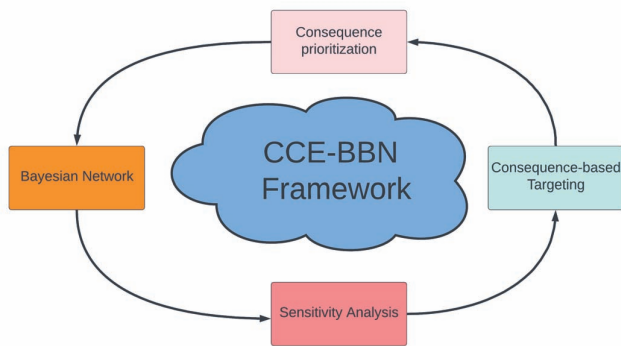 Consequence
prioritization
CCE-BBN
Framework
Bayesian Network
Consequence-based
Targeting
Sensitivity Analysis